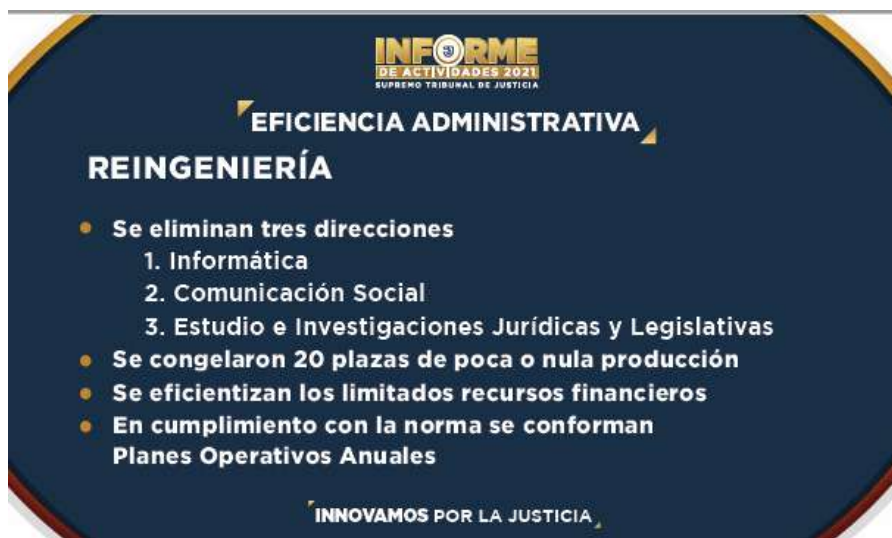 INFORME
DE ACTIVIDADES 2021
SUPREMO TRIBUNAL DE JUSTICIA
EFICIENCIA ADMINISTRATIVA
REINGENIERÍA
• Se eliminan tres direcciones
1. Informática
2. Comunicación Social
3. Estudio e Investigaciones Jurídicas y Legislativas
• Se congelaron 20 plazas de poca o nula producción
• Se eficientizan los limitados recursos financieros
• En cumplimiento con la norma se conforman
Planes Operativos Anuales
INNOVAMOS POR LA JUSTICIA